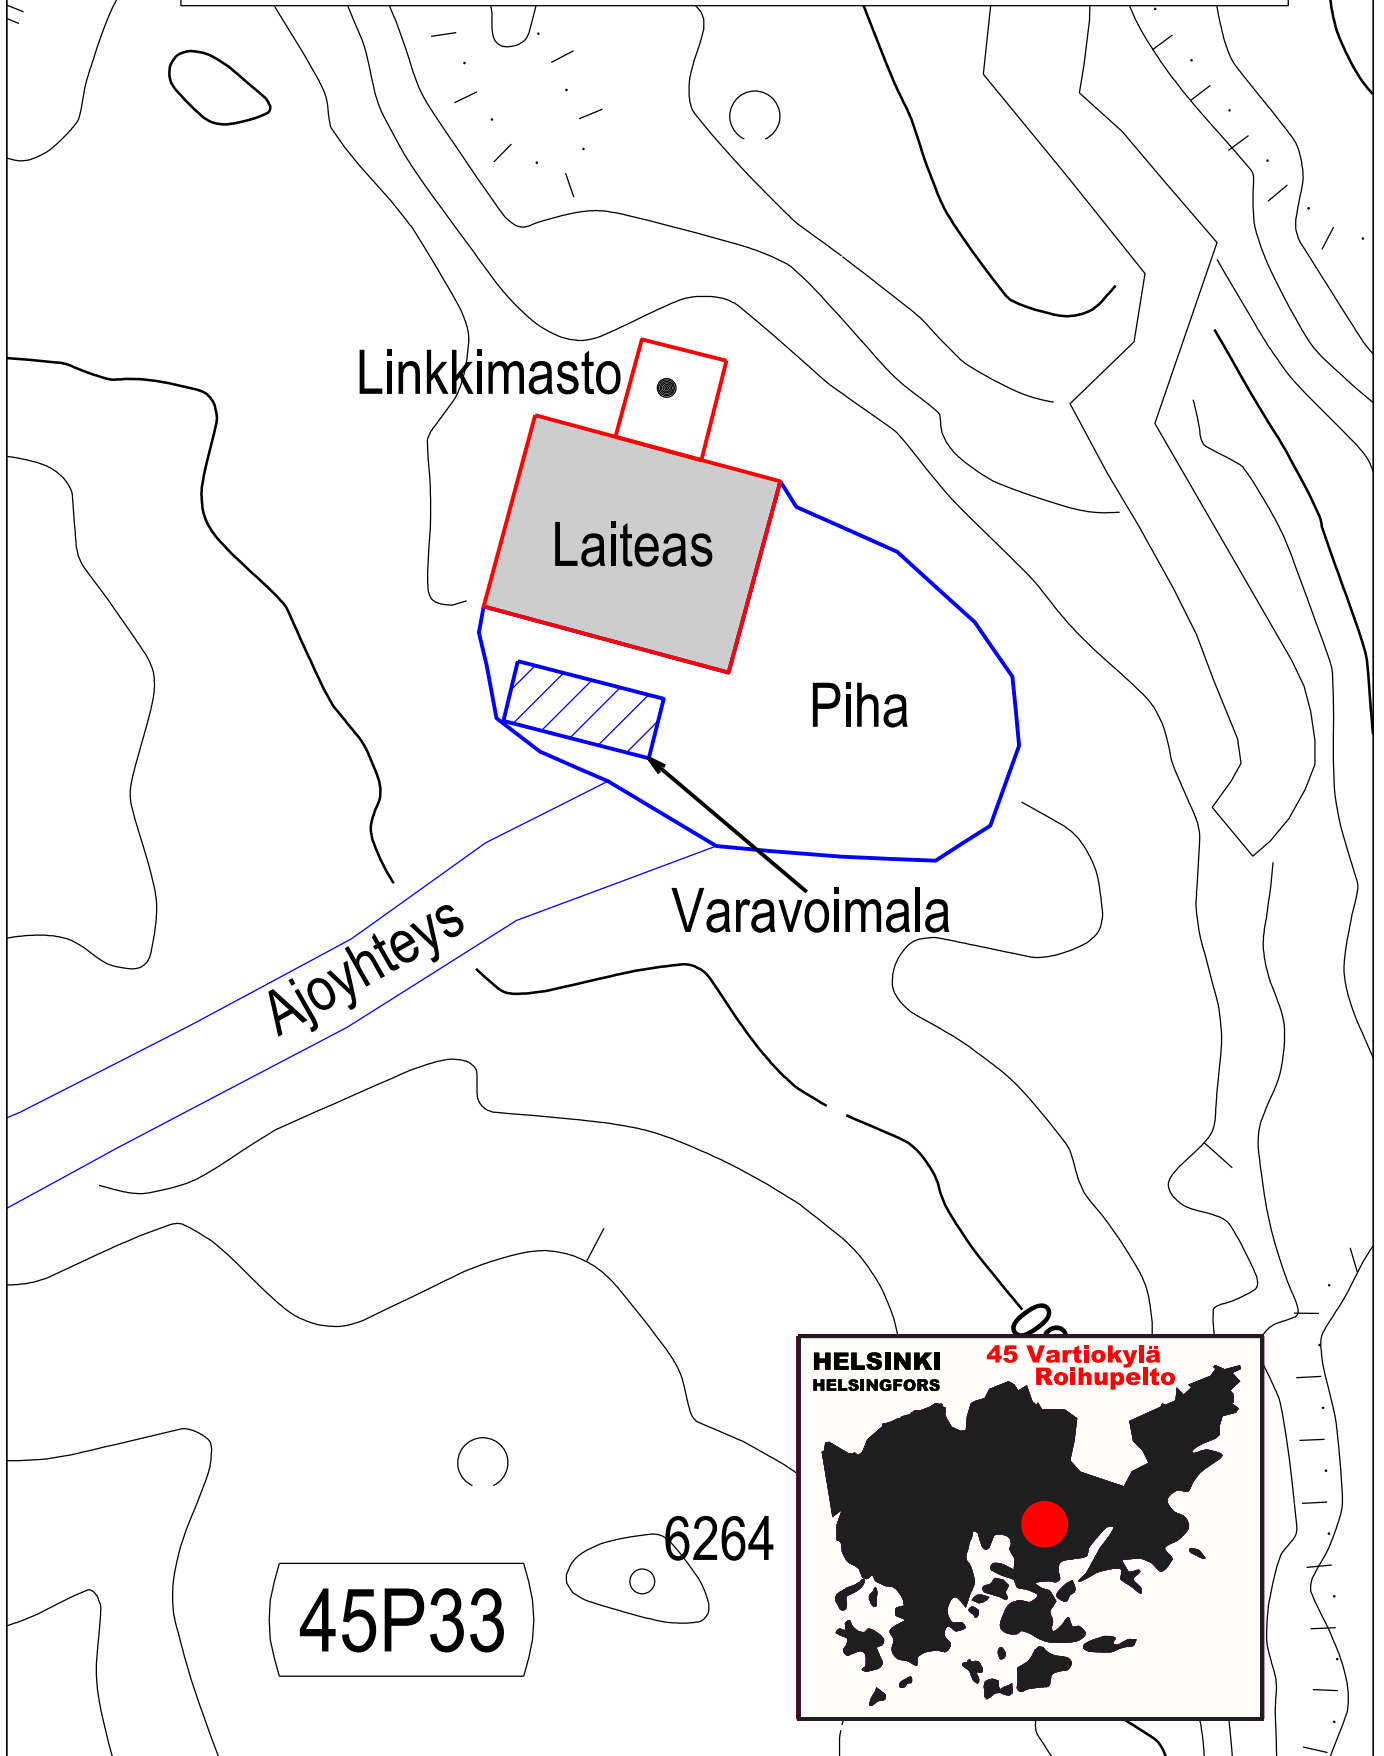 Linkkimasto
Laiteas
Piha
Varavoimala
Ajoyhteys
HELSINKI
HELSINGFORS
45 Vartiokylä
Roihupelto
6264
45P33